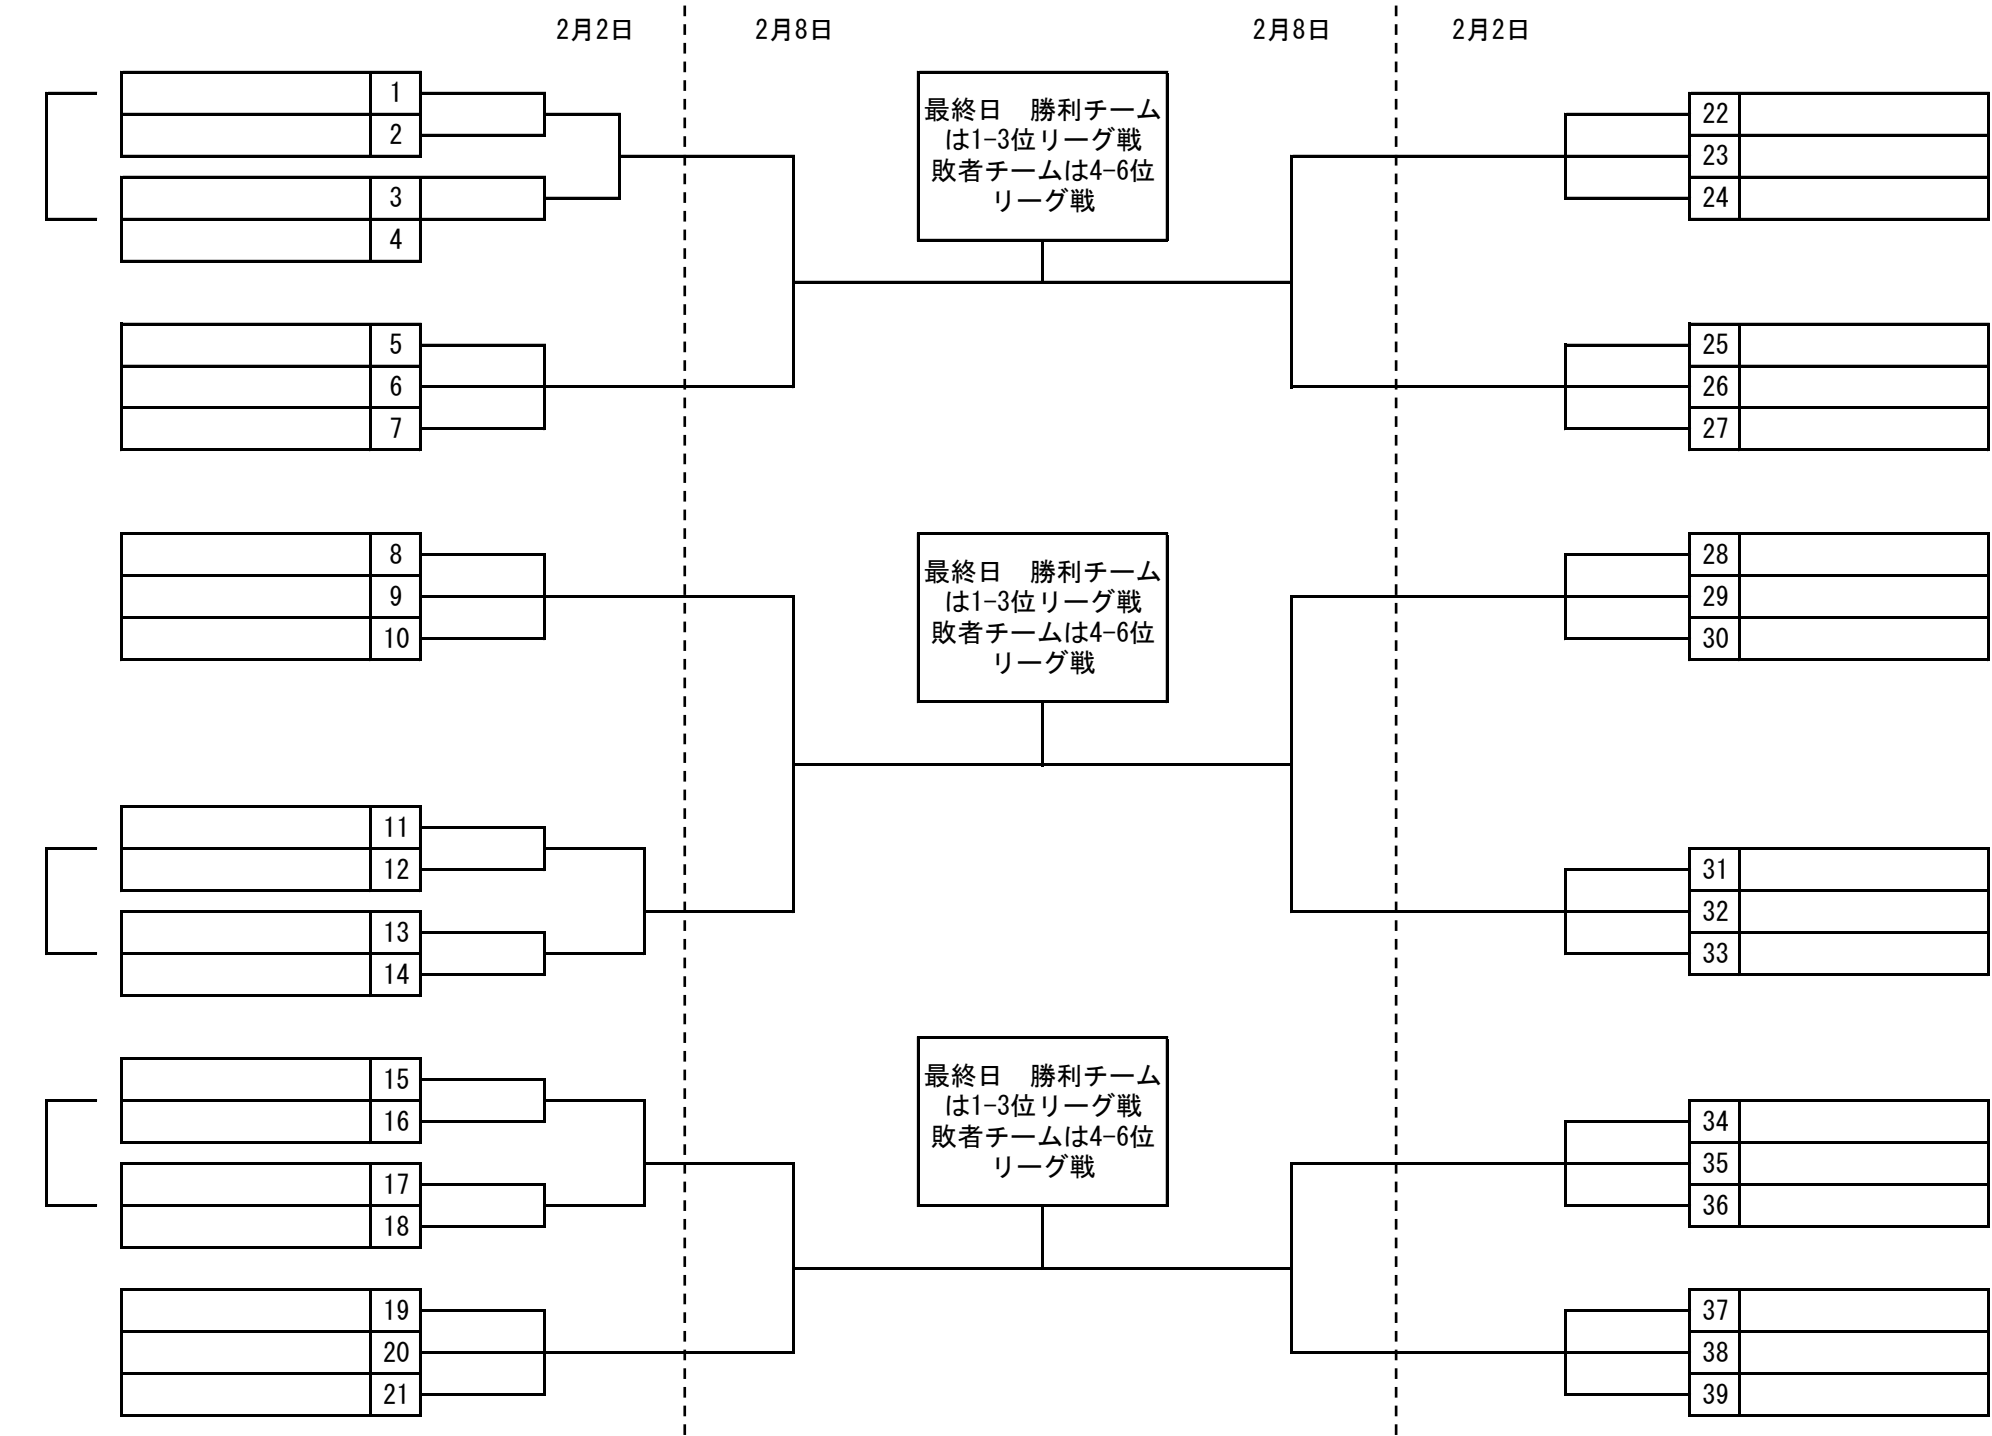 2月2日
2月8日
2月8日
2月2日
1
2
3
4
5
6
7
8
9
10
11
12
13
14
15
16
17
18
19
20
21
最終日　勝利チーム
は1-3位リーグ戦
敗者チームは4-6位
リーグ戦
最終日　勝利チーム
は1-3位リーグ戦
敗者チームは4-6位
リーグ戦
最終日　勝利チーム
は1-3位リーグ戦
敗者チームは4-6位
リーグ戦
22
23
24
25
26
27
28
29
30
31
32
33
34
35
36
37
38
39